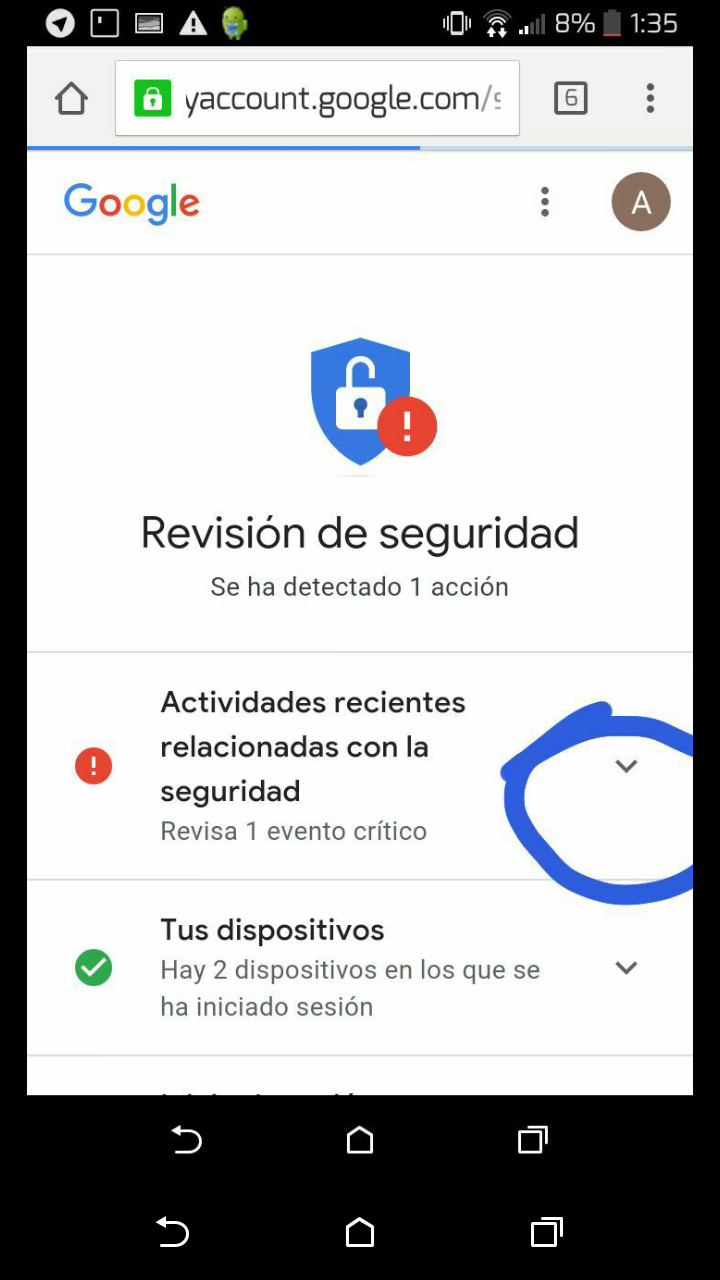 8% 1:35
yaccount.google.com/
6
Google
A
Revisión de seguridad
Se ha detectado 1 acción
Actividades recientes
relacionadas con la
seguridad
Revisa 1 evento crítico
Tus dispositivos
Hay 2 dispositivos en los que se
ha iniciado sesión